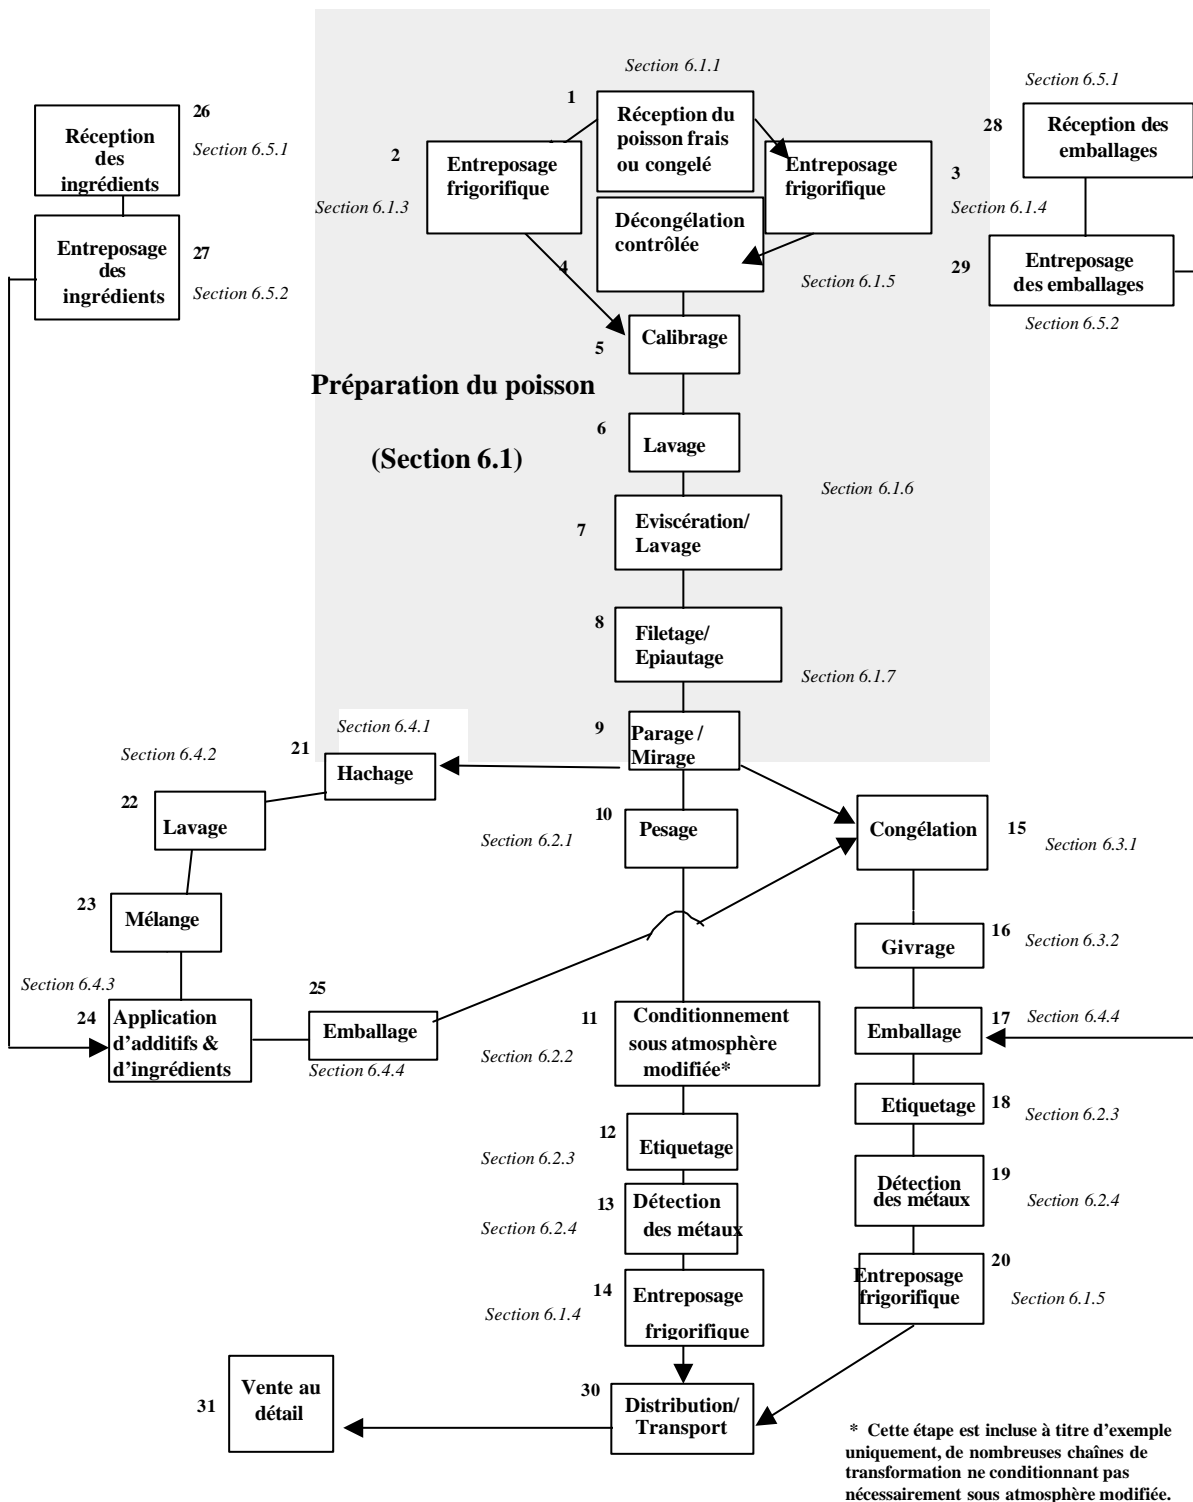 Section 6.1.1
1
Réception du
poisson frais
ou congelé
26
Réception
des
ingrédients
Section 6.5.1
2
Entreposage
frigorifique
Section 6.1.3
Entreposage
frigorifique
3
Section 6.1.4
Section 6.5.1
28
Réception des
emballages
27
Entreposage
des
ingrédients
Section 6.5.2
Décongélation
contrôlée
4
Section 6.1.5
29
Entreposage
des emballages
Section 6.5.2
5
Calibrage
Préparation du poisson
(Section 6.1)
6
Lavage
Section 6.1.6
7
Eviscération/
Lavage
8
Filetage/
Epiautage
Section 6.1.7
9
Parage /
Mirage
Section 6.4.1
21
Hachage
Section 6.4.2
22
Lavage
10
Pesage
Section 6.2.1
Congélation
15
Section 6.3.1
23
Mélange
16
Givrage
Section 6.3.2
Section 6.4.3
24
Application
d'additifs &
d'ingrédients
25
Emballage
Section 6.4.4
11
Conditionnement
sous atmosphère
modifiée*
Section 6.2.2
17
Emballage
Section 6.4.4
Etiquetage
18
Section 6.2.3
12
Etiquetage
Section 6.2.3
13
Détection
des métaux
Section 6.2.4
Détection
des métaux
19
Section 6.2.4
14
Entreposage
frigorifique
Section 6.1.4
20
Entreposage
frigorifique
Section 6.1.5
31
Vente au
détail
30
Distribution/
Transport
* Cette étape est incluse à titre d'exemple
uniquement, de nombreuses chaînes de
transformation ne conditionnant pas
nécessairement sous atmosphère modifiée.